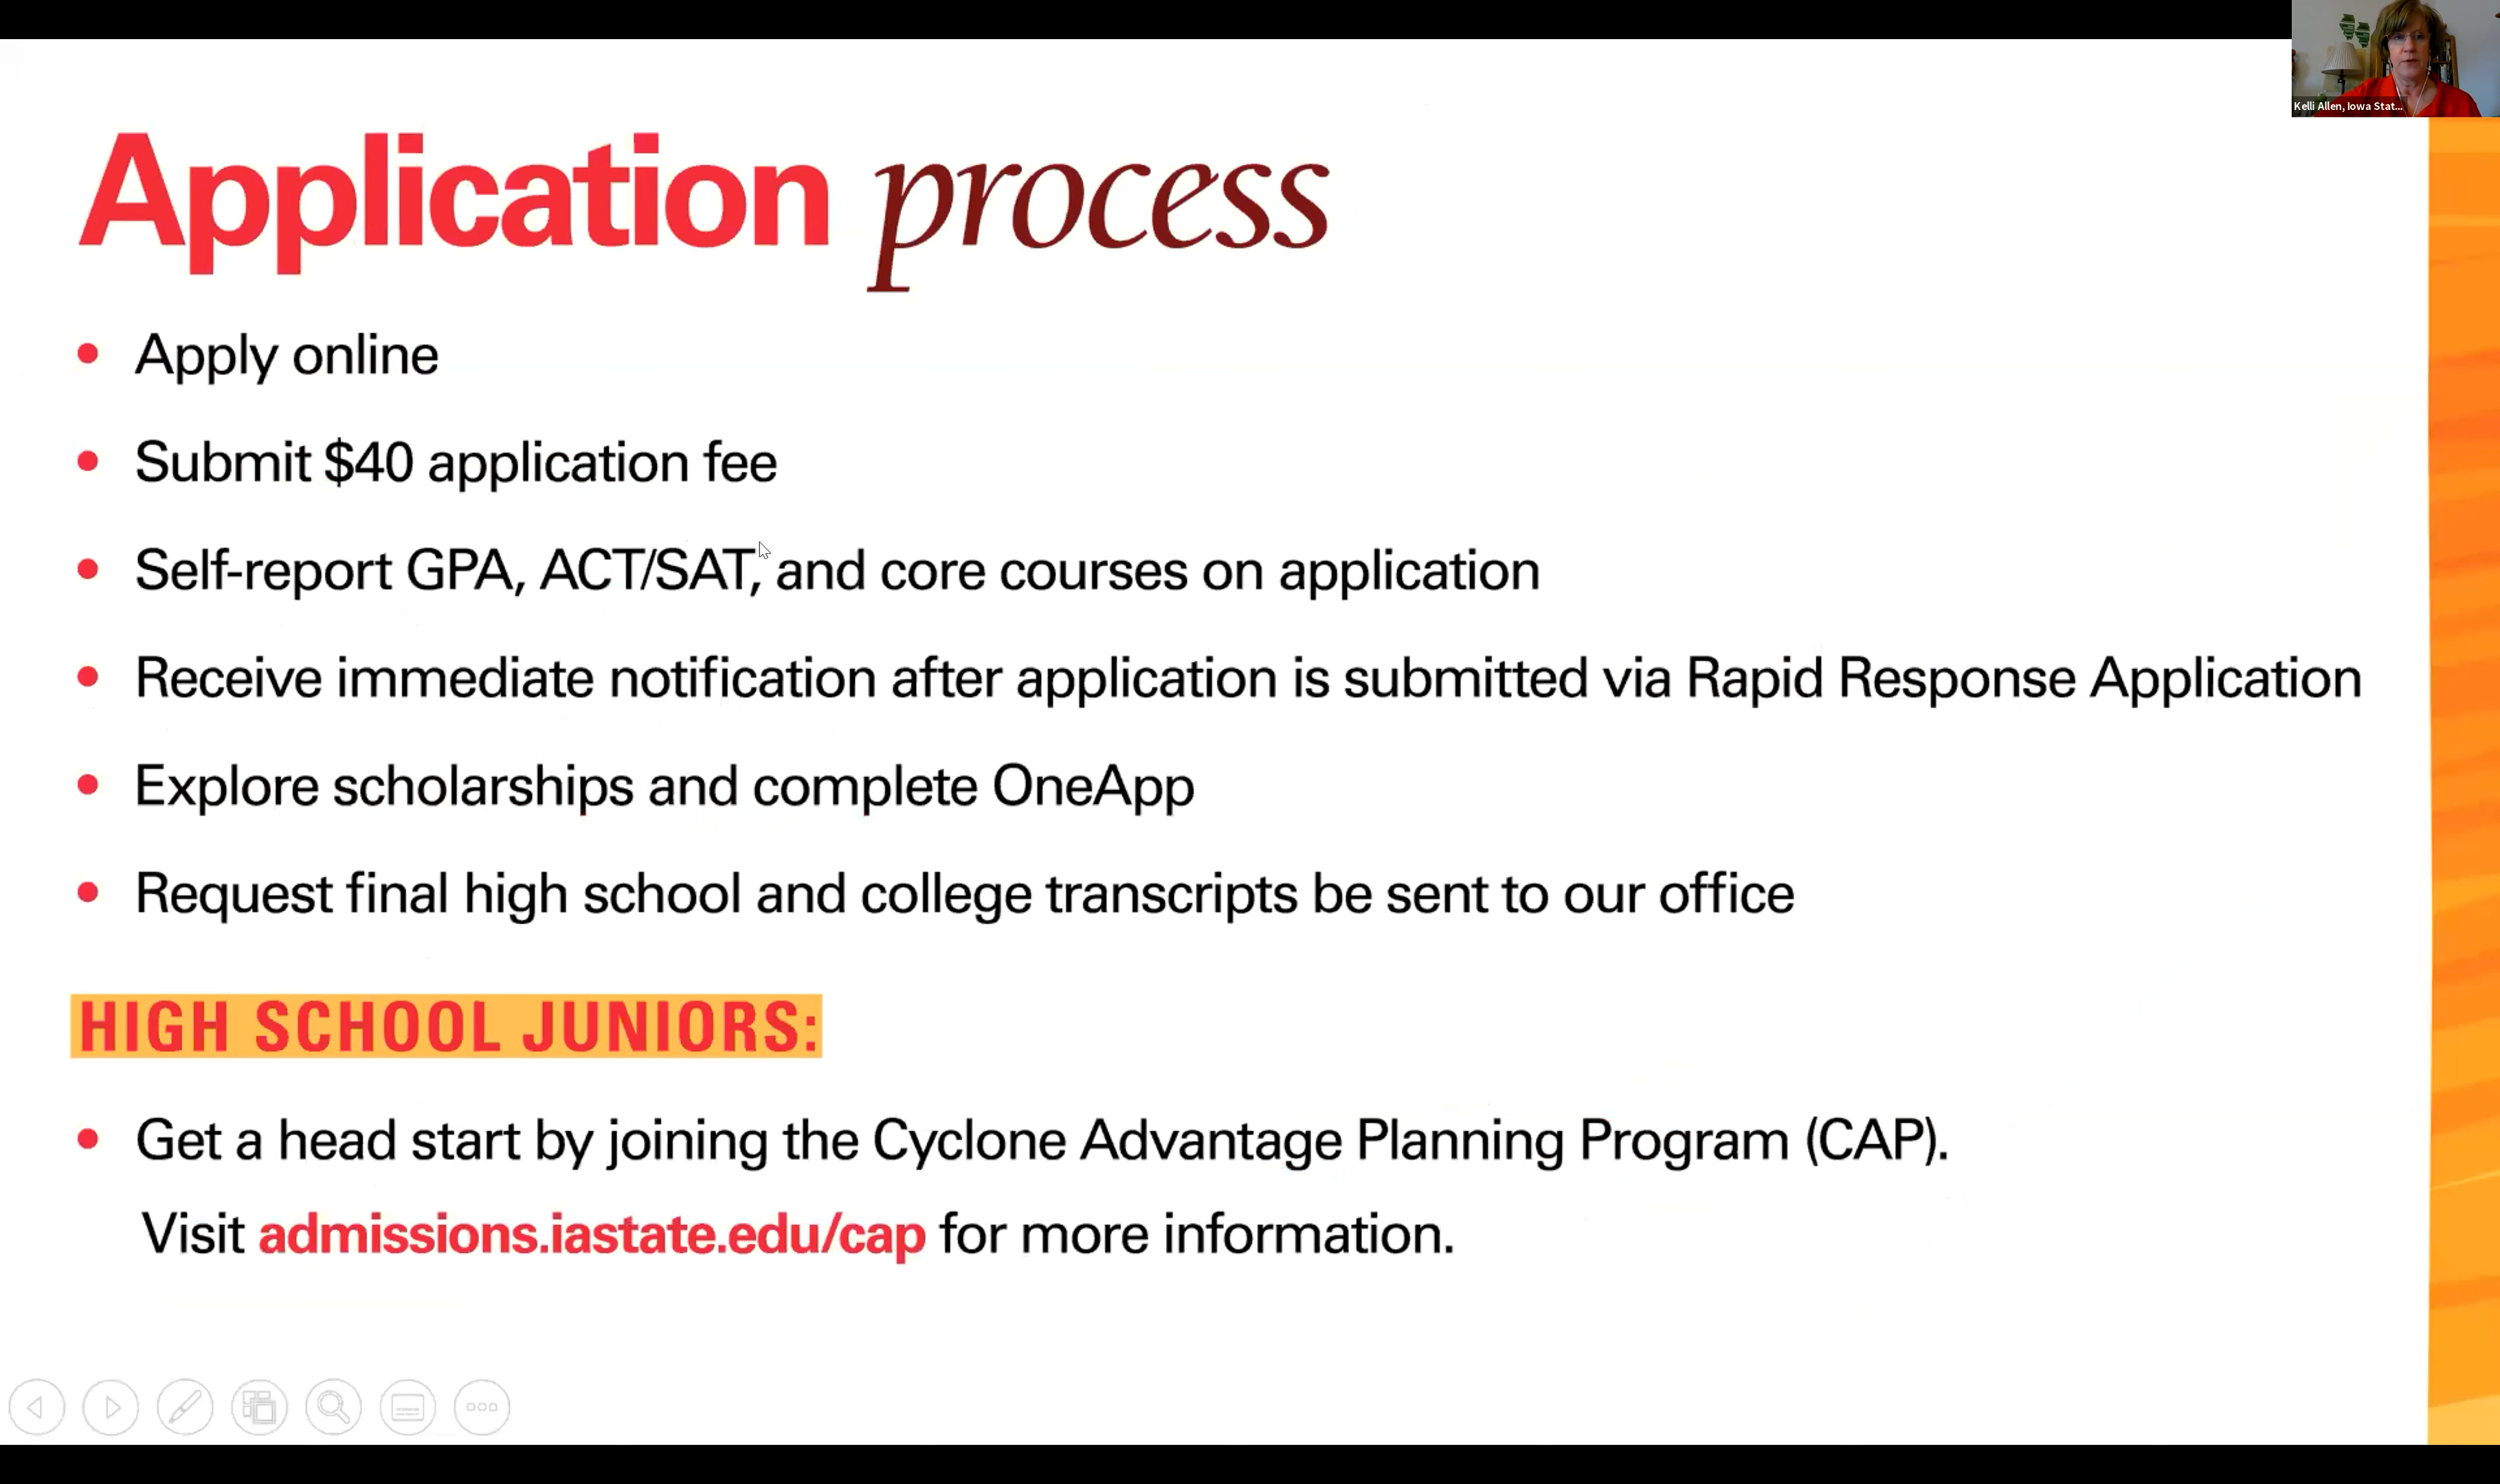 Kelli Allen, Iowa Stat...
Application process
• Apply online
• Submit $40 application fee
• Self-report GPA, ACT/SAT, and core courses on application
• Receive immediate notification after application is submitted via Rapid Response Application
• Explore scholarships and complete OneApp
• Request final high school and college transcripts be sent to our office
HIGH SCHOOL JUNIORS:
• Get a head start by joining the Cyclone Advantage Planning Program (CAP).
Visit admissions.iastate.edu/cap for more information.